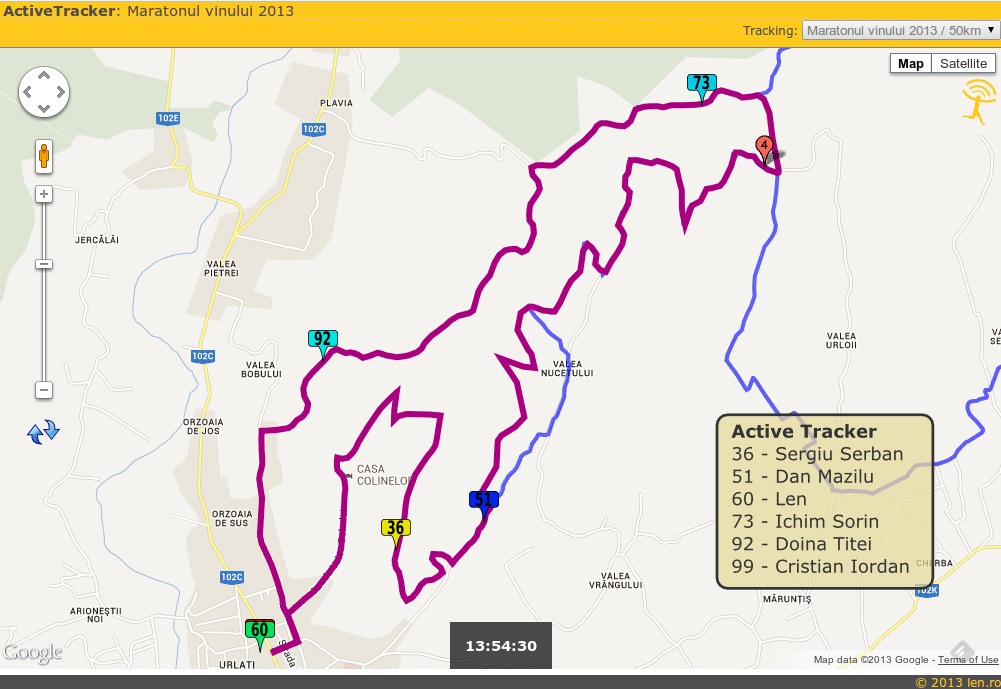 ActiveTracker: Maratonul vinului 2013
Tracking: Maratonul vinului 2013 / 50km
Map Satellite
73
PLAVIA
102E
102C
4
JERCĂLĂI
VALEA
PIETREI
92
VALEA
URLOII
102C
VALEA
BOBULUI
VALEA
NUCETULUI
ORZOAIA
DE JOS
Active Tracker
36 - Sergiu Serban
51 - Dan Mazilu
60 - Len
73 - Ichim Sorin
92 - Doina Titei
99 - Cristian Iordan
CASA
COLINELOR
51
ORZOAIA
DE SUS
36
102C
VALEA
VRÂNGULUI
CHERBA
102K
MĂRUNȚIȘ
ARIONEȘTII
NOI
60
Strada
13:54:30
Google
URLATI
Map data ©2013 Google - Terms of Use
© 2013 len.ro